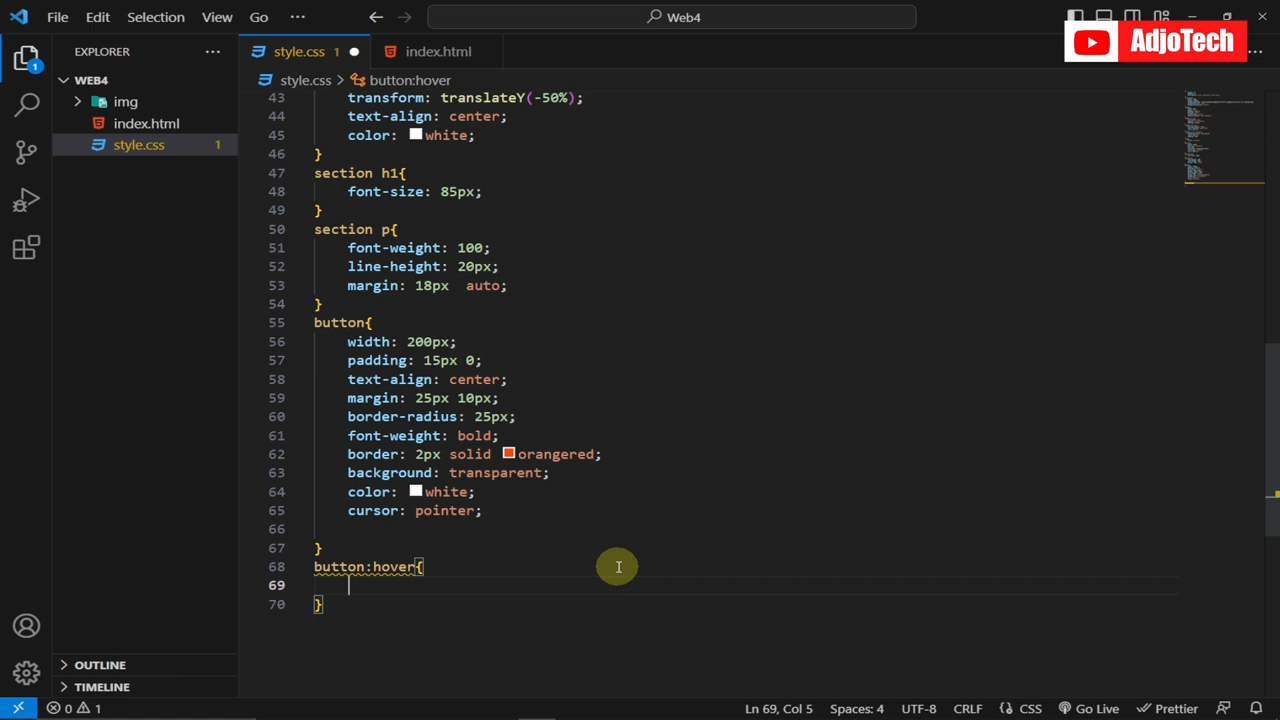 File Edit Selection View Go ··· Web4
AdjoTech
EXPLORER ···
style.css 1
index.html
WEB4
style.css > button:hover
img
index.html
style.css 1
43 transform: translateY(-50%);
44 text-align: center;
45 color: white;
46 }
47 section h1{
48 font-size: 85px;
49 }
50 section p{
51 font-weight: 100;
52 line-height: 20px;
53 margin: 18px  auto;
54 }
55 button{
56 width: 200px;
57 padding: 15px 0;
58 text-align: center;
59 margin: 25px 10px;
60 border-radius: 25px;
61 font-weight: bold;
62 border: 2px solid orangered;
63 background: transparent;
64 color: white;
65 cursor: pointer;
66
67 }
68 button:hover{
69
70 }
1
OUTLINE
TIMELINE
0 1 Ln 69, Col 5 Spaces: 4 UTF-8 CRLF {} CSS Go Live Prettier